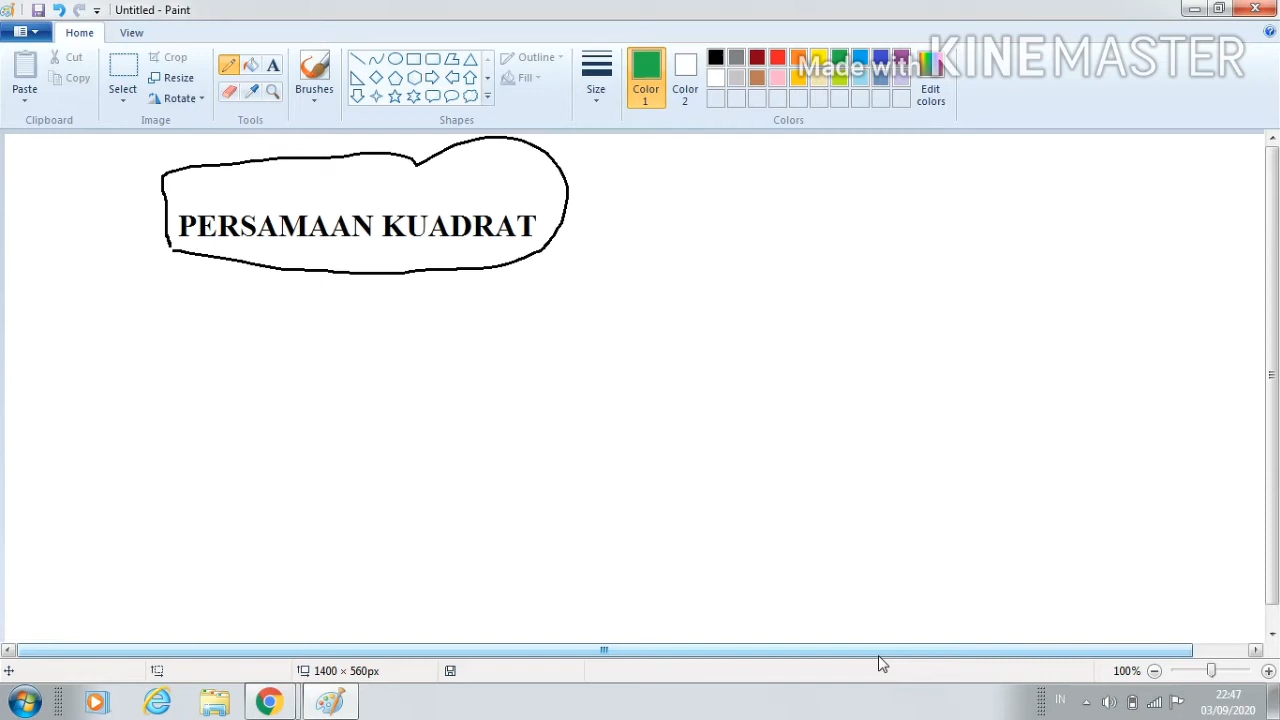 Untitled - Paint
Home View
Paste
Cut
Copy
Clipboard
Select
Crop
Resize
Rotate
Image
A
Tools
Brushes
Outline
Fill
Shapes
Size
Color 1
Color 2
Edit colors
Colors
Made with KINEMASTER
PERSAMAAN KUADRAT
1400 × 560px
100%
IN
22:47
03/09/2020